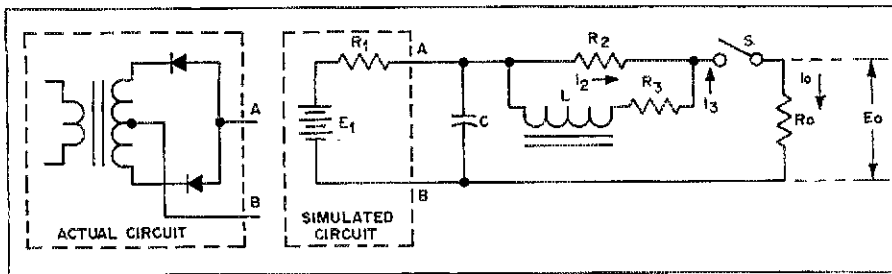 R1
A
R2
S
I2
R3
I3
Io
L
E1
C
Ro
Eo
A
B
B
ACTUAL CIRCUIT
SIMULATED
CIRCUIT